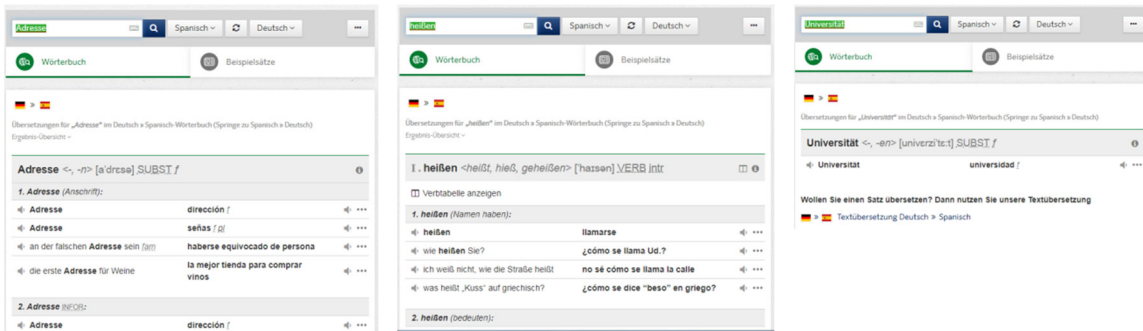 Adresse
Spanisch
Deutsch
Wörterbuch
Beispielsätze
Übersetzungen für „Adresse“ im Deutsch » Spanisch-Wörterbuch (Springe zu Spanisch » Deutsch)
Ergebnis-Übersicht
Adresse <-, -n> [aˈdrɛsə] SUBST f
1. Adresse (Anschrift):
Adresse dirección f
Adresse señas f pl
an der falschen Adresse sein fam haberse equivocado de persona
die erste Adresse für Weine la mejor tienda para comprar
vinos
2. Adresse INFOR:
Adresse dirección f
heißen
Spanisch
Deutsch
Wörterbuch
Beispielsätze
Übersetzungen für „heißen“ im Deutsch » Spanisch-Wörterbuch (Springe zu Spanisch » Deutsch)
Ergebnis-Übersicht
I. heißen <heißt, hieß, geheißen> [ˈhaɪsən] VERB intr
Verbtabelle anzeigen
1. heißen (Namen haben):
heißen llamarse
wie heißen Sie? ¿cómo se llama Ud.?
ich weiß nicht, wie die Straße heißt no sé cómo se llama la calle
was heißt „Kuss“ auf griechisch? ¿cómo se dice “beso” en griego?
2. heißen (bedeuten):
Universität
Spanisch
Deutsch
Wörterbuch
Beispielsätze
Übersetzungen für „Universität“ im Deutsch » Spanisch-Wörterbuch (Springe zu Spanisch » Deutsch)
Universität <-, -en> [univɛrziˈtɛːt] SUBST f
Universität universidad f
Wollen Sie einen Satz übersetzen? Dann nutzen Sie unsere Textübersetzung
Textübersetzung Deutsch » Spanisch